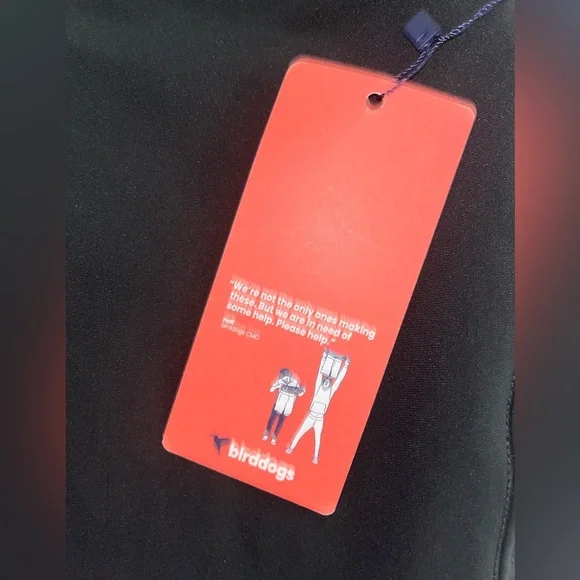 "We're not the only ones making
these. But we are in need of
some help. Please help."
Birddogs CMO
birddogs